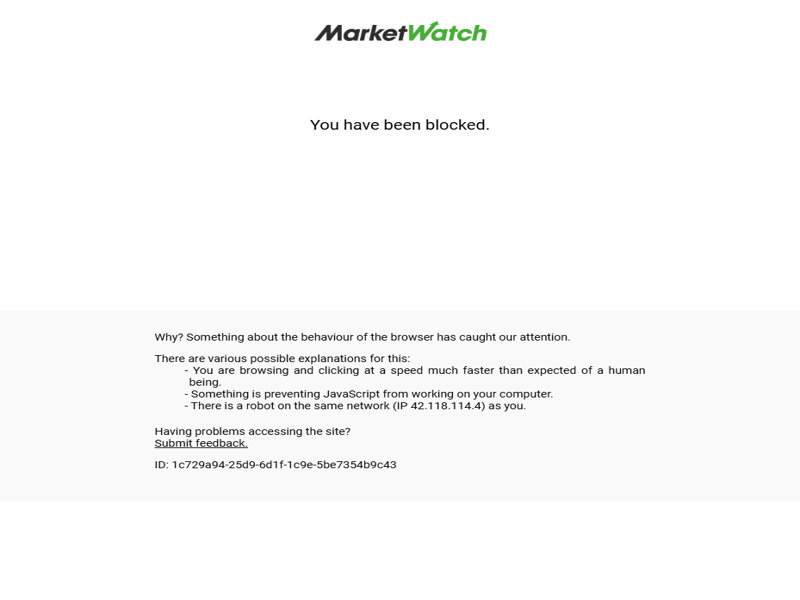 MarketWatch
You have been blocked.
Why? Something about the behaviour of the browser has caught our attention.
There are various possible explanations for this:
- You are browsing and clicking at a speed much faster than expected of a human
being.
- Something is preventing JavaScript from working on your computer.
- There is a robot on the same network (IP 42.118.114.4) as you.
Having problems accessing the site?
Submit feedback.
ID: 1c729a94-25d9-6d1f-1c9e-5be7354b9c43